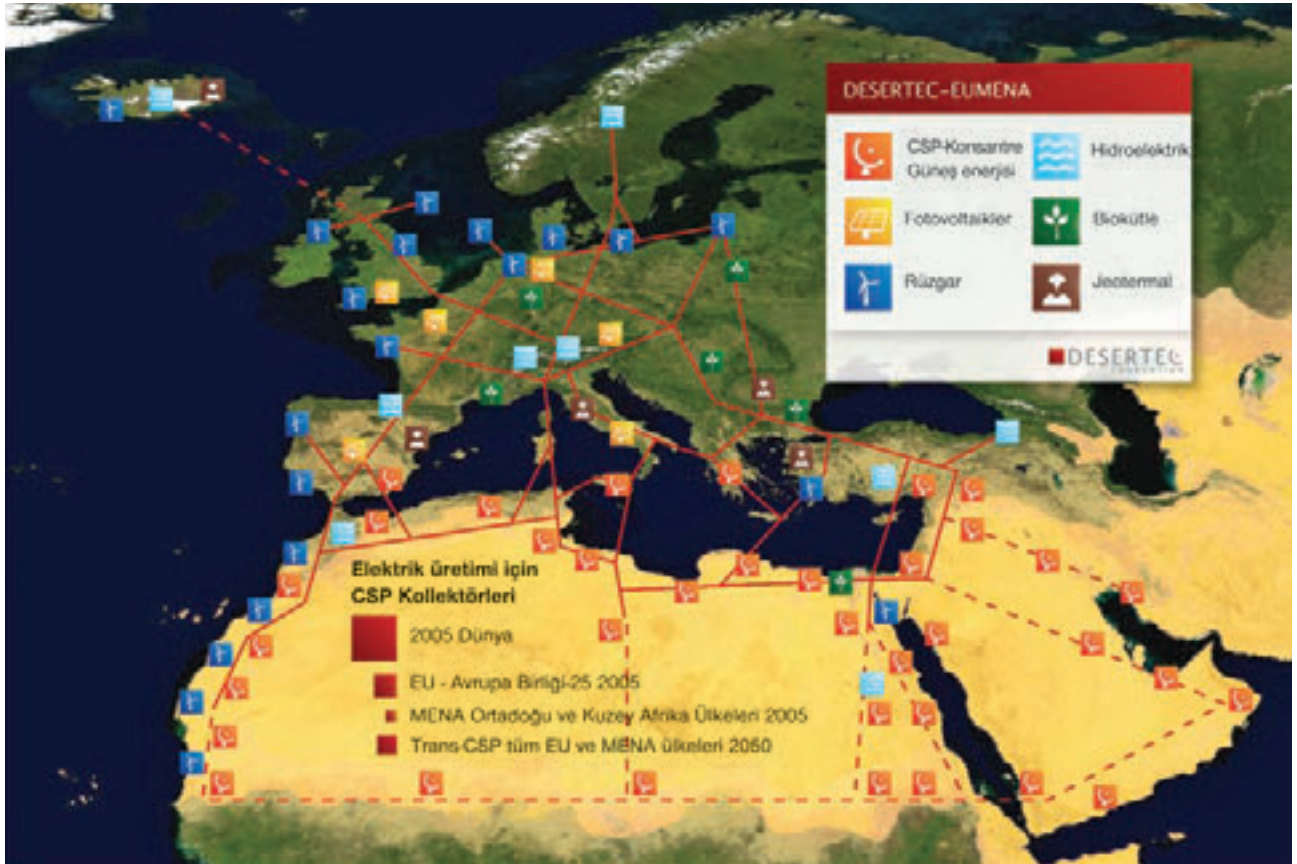 DESERTEC-EUMENA
CSP-Konsantre
Güneş enerjisi
Hidroelektrik
Fotovoltaikler
Biokütle
Rüzgar
Jeotermal
DESERTEC
FOUNDATION
Elektrik üretimi için
CSP Kollektörleri
2005 Dünya
EU - Avrupa Birliği-25 2005
MENA Ortadoğu ve Kuzey Afrika Ülkeleri 2005
Trans-CSP tüm EU ve MENA ülkeleri 2050